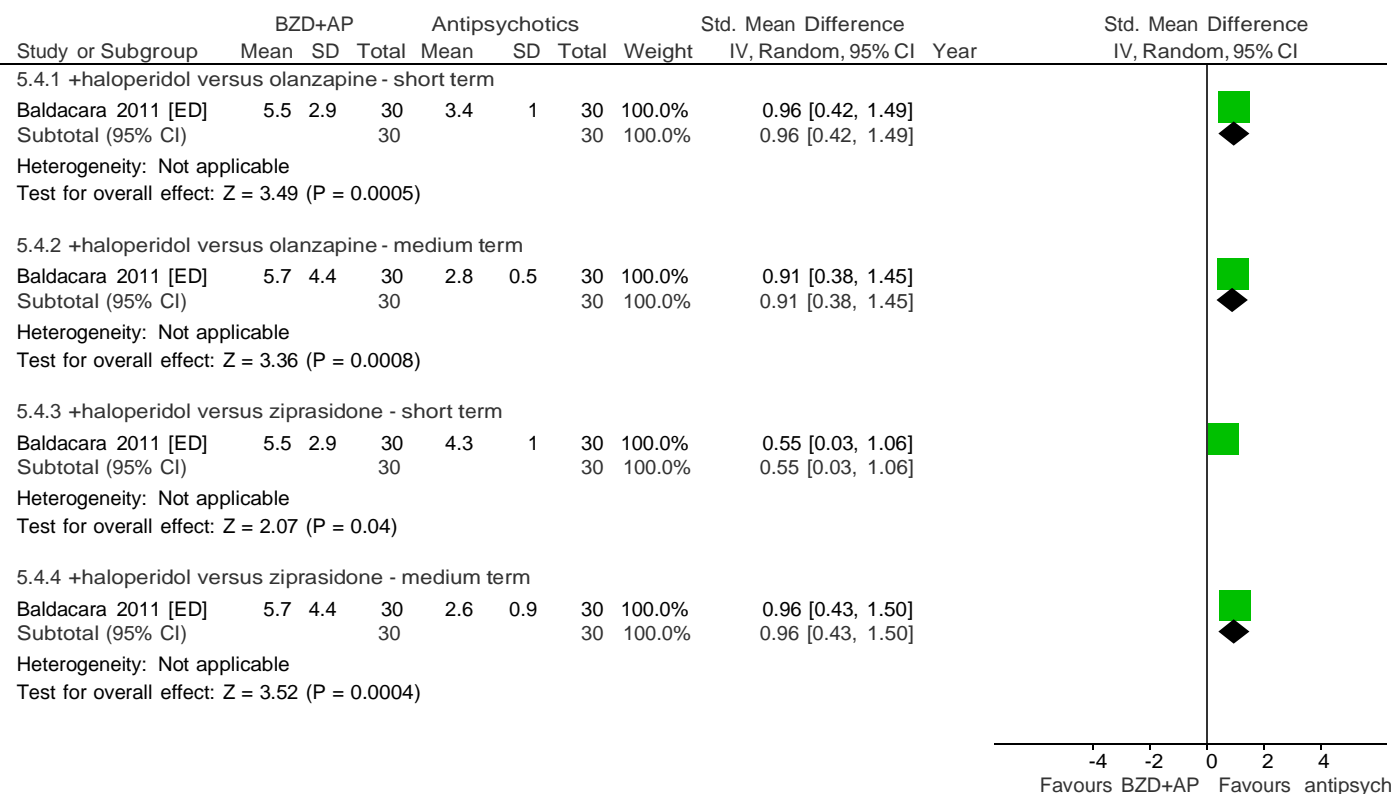 BZD+AP Antipsychotics Std. Mean Difference Std. Mean Difference
Study or Subgroup Mean SD Total Mean SD Total Weight IV, Random, 95% CI Year IV, Random, 95% CI
5.4.1 +haloperidol versus olanzapine - short term
Baldacara 2011 [ED] 5.5 2.9 30 3.4 1 30 100.0% 0.96 [0.42, 1.49]
Subtotal (95% CI) 30 30 100.0% 0.96 [0.42, 1.49]
Heterogeneity: Not applicable
Test for overall effect: Z = 3.49 (P = 0.0005)
5.4.2 +haloperidol versus olanzapine - medium term
Baldacara 2011 [ED] 5.7 4.4 30 2.8 0.5 30 100.0% 0.91 [0.38, 1.45]
Subtotal (95% CI) 30 30 100.0% 0.91 [0.38, 1.45]
Heterogeneity: Not applicable
Test for overall effect: Z = 3.36 (P = 0.0008)
5.4.3 +haloperidol versus ziprasidone - short term
Baldacara 2011 [ED] 5.5 2.9 30 4.3 1 30 100.0% 0.55 [0.03, 1.06]
Subtotal (95% CI) 30 30 100.0% 0.55 [0.03, 1.06]
Heterogeneity: Not applicable
Test for overall effect: Z = 2.07 (P = 0.04)
5.4.4 +haloperidol versus ziprasidone - medium term
Baldacara 2011 [ED] 5.7 4.4 30 2.6 0.9 30 100.0% 0.96 [0.43, 1.50]
Subtotal (95% CI) 30 30 100.0% 0.96 [0.43, 1.50]
Heterogeneity: Not applicable
Test for overall effect: Z = 3.52 (P = 0.0004)
-4 -2 0 2 4
Favours BZD+AP Favours antipsych